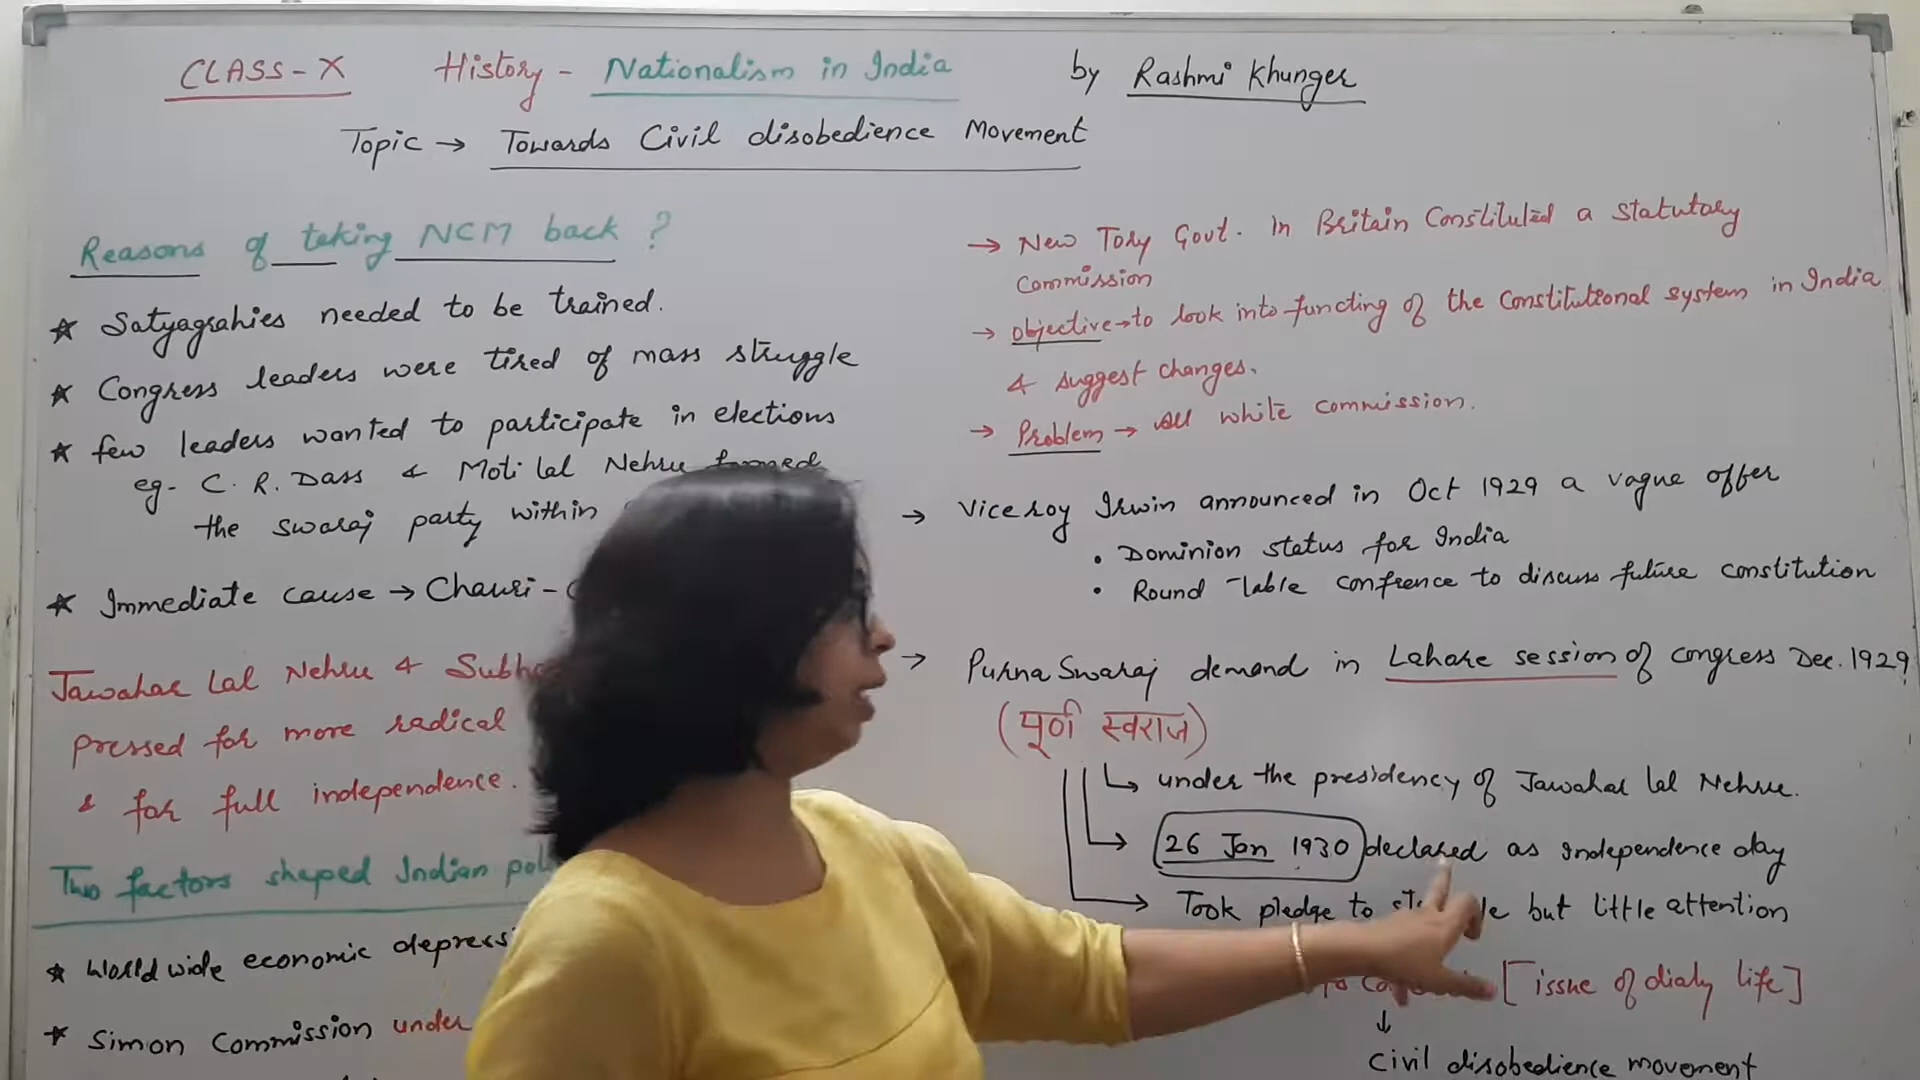 CLASS-X History - Nationalism in India by Rashmi Khunger
Topic → Towards Civil disobedience Movement
Reasons of taking NCM back ?
★ Satyagrahies needed to be trained.
★ Congress leaders were tired of mass struggle
★ few leaders wanted to participate in elections
eg- C. R. Dass & Moti lal Nehru formed
the swaraj party within
★ Immediate cause → Chauri-
Jawahar Lal Nehru &
pressed for more radical
& for full independence.
Two factors shaped Indian
★ World wide economic
★ Simon Commission under
→ New Tory Govt. in Britain Constituted a statutary
Commission
→ objective → to look into functing of the Constitutional system in India
& suggest changes.
→ Problem → all white commission.
→ Viceroy Irwin announced in Oct 1929 a vague offer
• Dominion status for India
• Round-table confrence to discuss future constitution
→ Purna Swaraj demand in Lahore session of congress Dec. 1929
(पूर्ण स्वराज)
↳ under the presidency of Jawahar lal Nehru.
→ 26 Jan 1930 declared as independence day
→ Took pledge to but little attention
[issue of dialy life]
↓
Civil disobedience movement